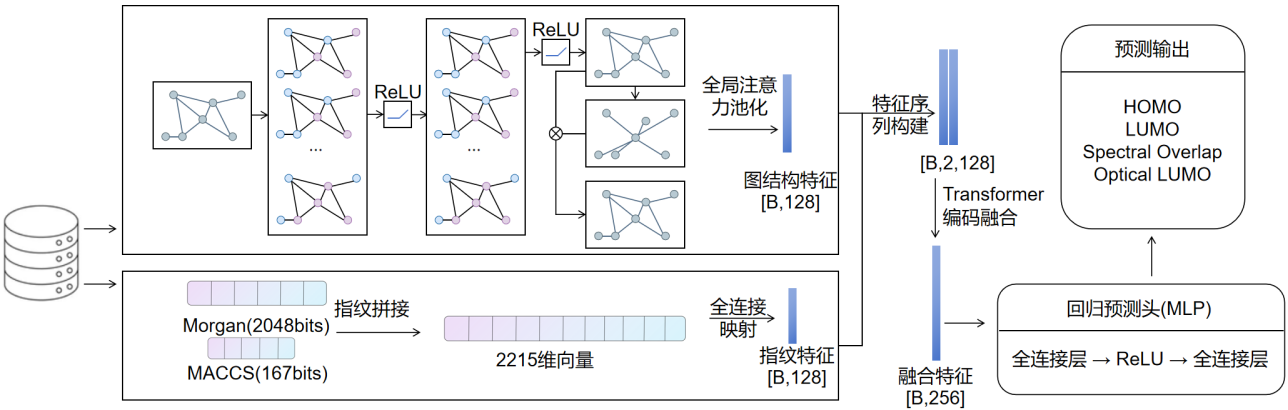 ReLU
ReLU
...
...
全局注意
力池化
图结构特征
[B,128]
Morgan(2048bits)
MACCS(167bits)
指纹拼接
2215维向量
全连接
映射
指纹特征
[B,128]
特征序
列构建
[B,2,128]
Transformer
编码融合
融合特征
[B,256]
预测输出
HOMO
LUMO
Spectral Overlap
Optical LUMO
回归预测头(MLP)
全连接层 → ReLU → 全连接层